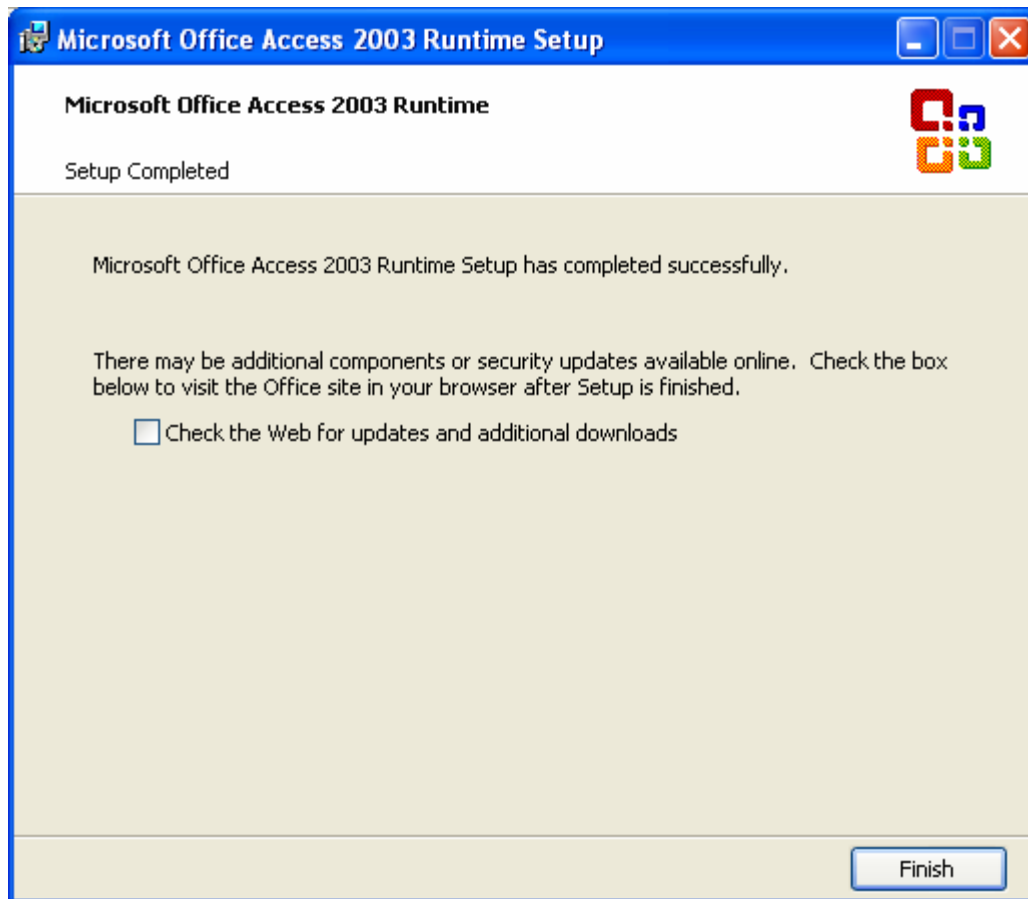 Microsoft Office Access 2003 Runtime Setup
Microsoft Office Access 2003 Runtime
Setup Completed
Microsoft Office Access 2003 Runtime Setup has completed successfully.
There may be additional components or security updates available online.  Check the box
below to visit the Office site in your browser after Setup is finished.
Check the Web for updates and additional downloads
Finish